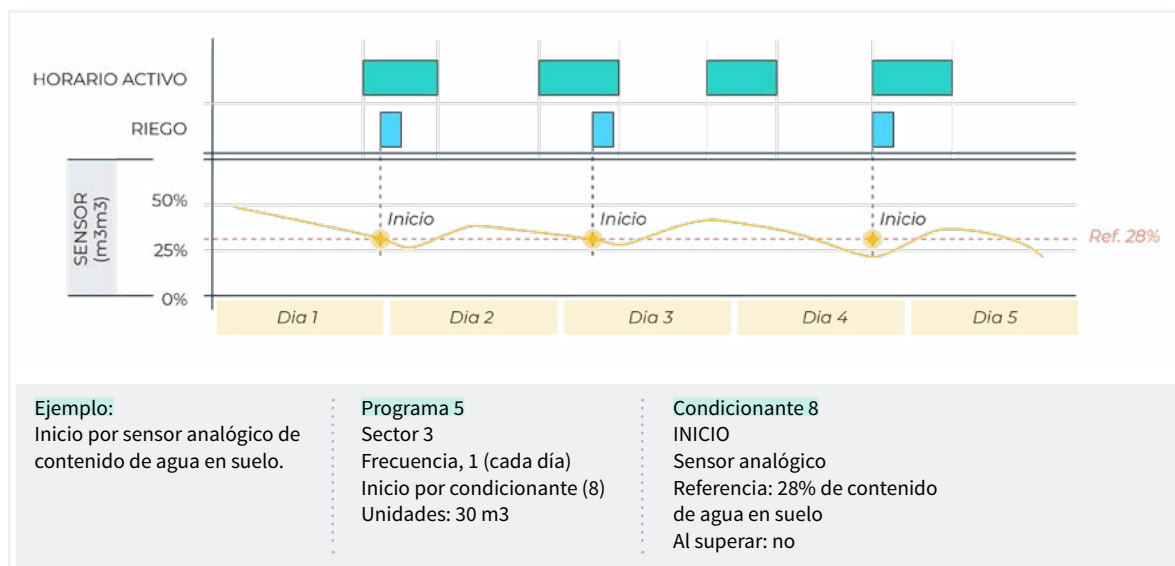 HORARIO ACTIVO
RIEGO
SENSOR
(m3m3)
50%
25%
0%
Inicio
Inicio
Inicio
Ref. 28%
Dia 1
Dia 2
Dia 3
Dia 4
Dia 5
Ejemplo:
Inicio por sensor analógico de
contenido de agua en suelo.
Programa 5
Sector 3
Frecuencia, 1 (cada día)
Inicio por condicionante (8)
Unidades: 30 m3
Condicionante 8
INICIO
Sensor analógico
Referencia: 28% de contenido
de agua en suelo
Al superar: no